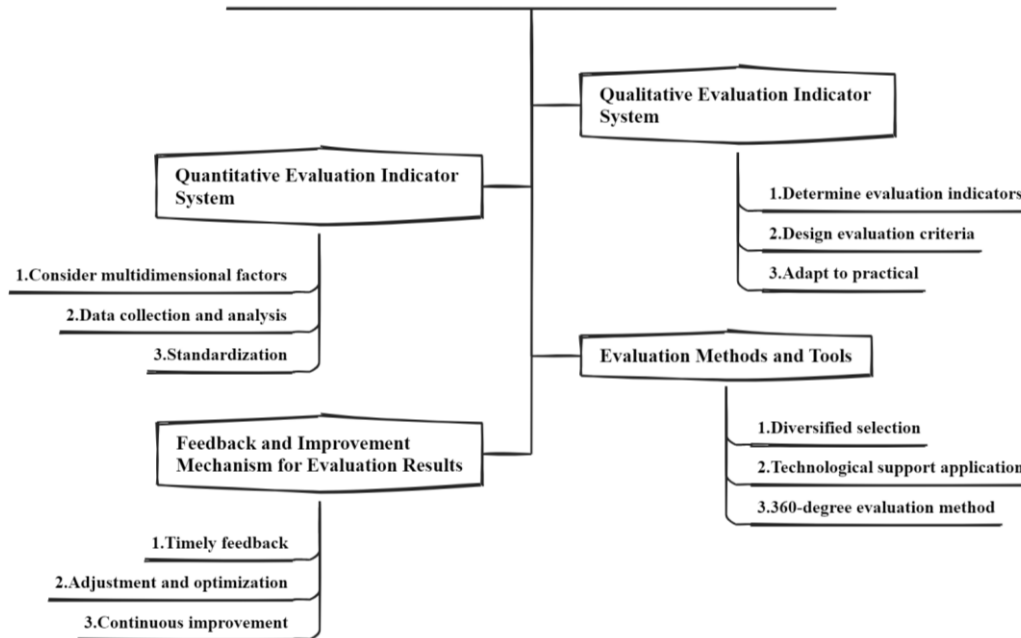 Qualitative Evaluation Indicator
System
1.Determine evaluation indicators
2.Design evaluation criteria
3.Adapt to practical
Quantitative Evaluation Indicator
System
1.Consider multidimensional factors
2.Data collection and analysis
3.Standardization
Evaluation Methods and Tools
1.Diversified selection
2.Technological support application
3.360-degree evaluation method
Feedback and Improvement
Mechanism for Evaluation Results
1.Timely feedback
2.Adjustment and optimization
3.Continuous improvement